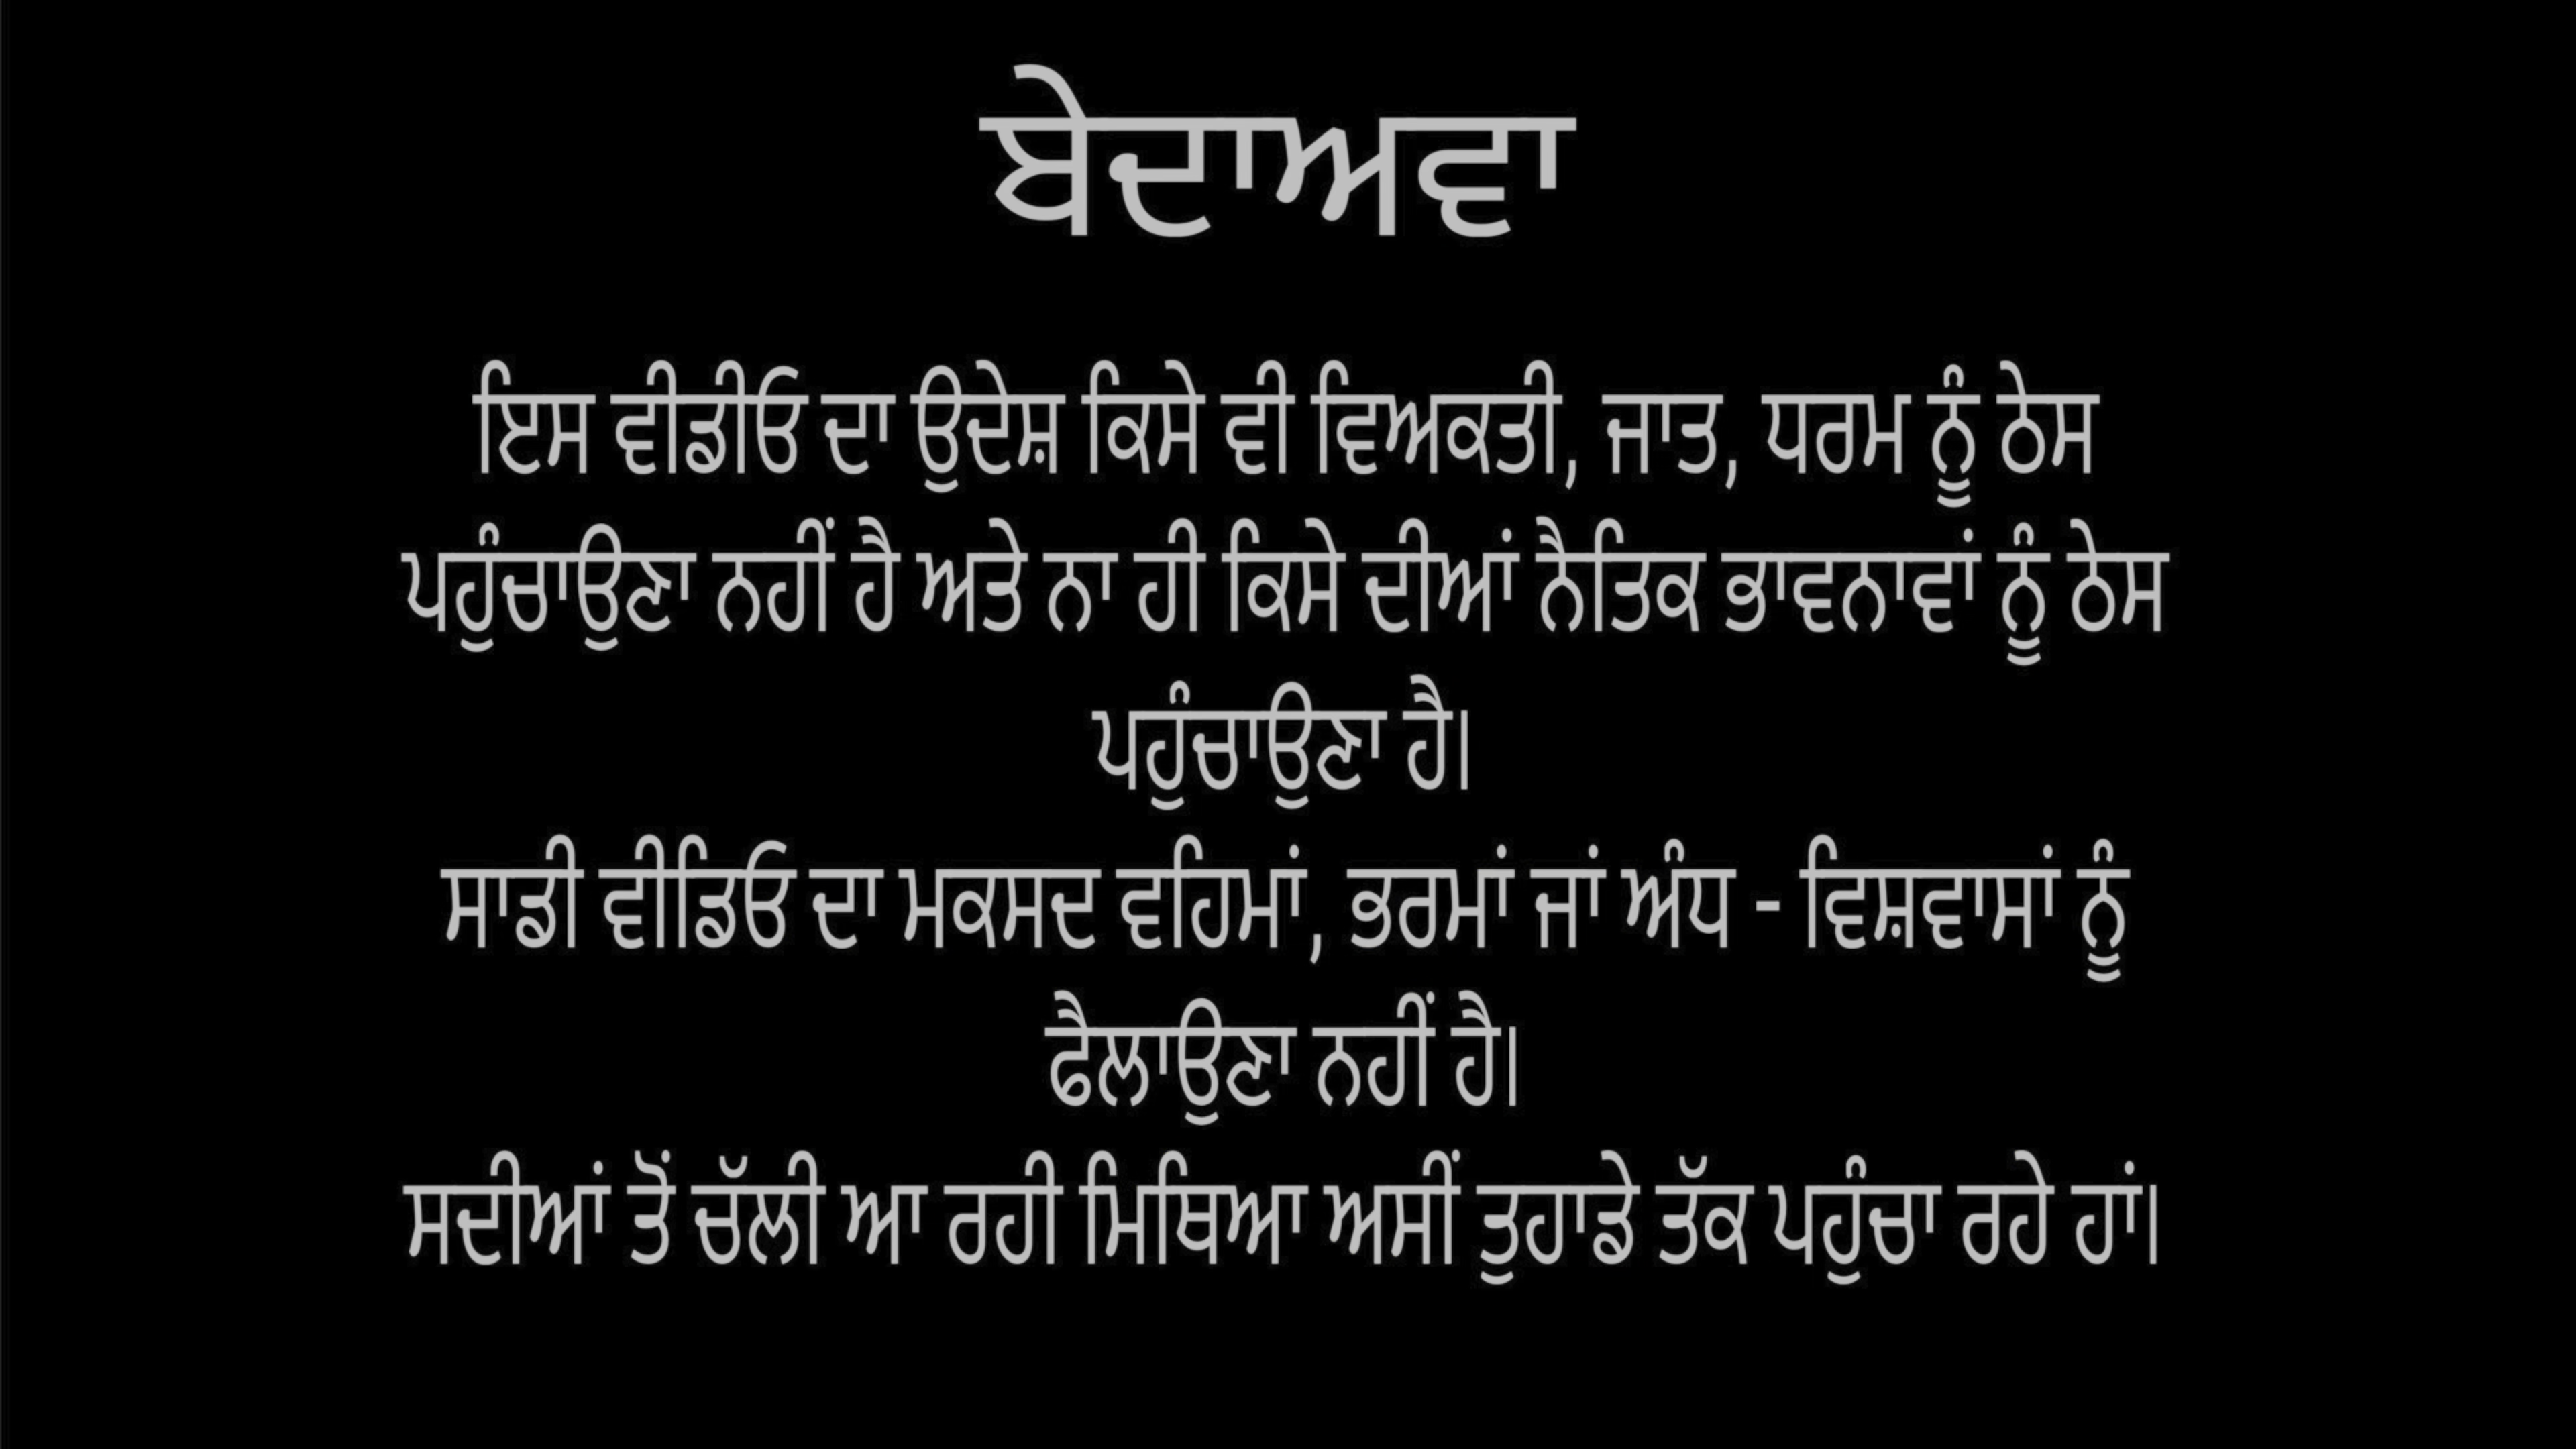 ਬੇਦਾਅਵਾ
ਇਸ ਵੀਡੀਓ ਦਾ ਉਦੇਸ਼ ਕਿਸੇ ਵੀ ਵਿਅਕਤੀ, ਜਾਤ, ਧਰਮ ਨੂੰ ਠੇਸ
ਪਹੁੰਚਾਉਣਾ ਨਹੀਂ ਹੈ ਅਤੇ ਨਾ ਹੀ ਕਿਸੇ ਦੀਆਂ ਨੈਤਿਕ ਭਾਵਨਾਵਾਂ ਨੂੰ ਠੇਸ
ਪਹੁੰਚਾਉਣਾ ਹੈ।
ਸਾਡੀ ਵੀਡਿਓ ਦਾ ਮਕਸਦ ਵਹਿਮਾਂ, ਭਰਮਾਂ ਜਾਂ ਅੰਧ - ਵਿਸ਼ਵਾਸਾਂ ਨੂੰ
ਫੈਲਾਉਣਾ ਨਹੀਂ ਹੈ।
ਸਦੀਆਂ ਤੋਂ ਚੱਲੀ ਆ ਰਹੀ ਮਿਥਿਆ ਅਸੀਂ ਤੁਹਾਡੇ ਤੱਕ ਪਹੁੰਚਾ ਰਹੇ ਹਾਂ।